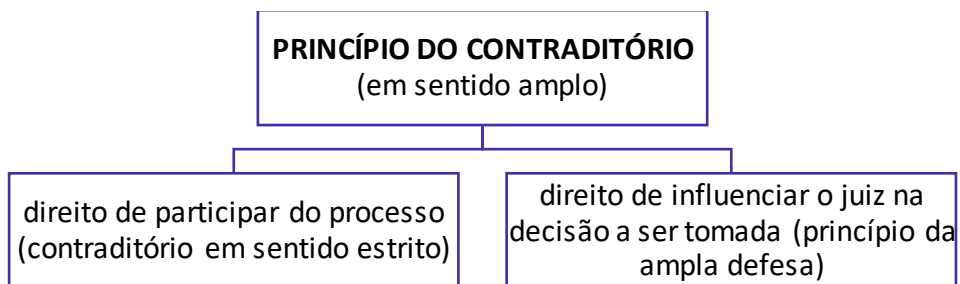 PRINCÍPIO DO CONTRADITÓRIO
(em sentido amplo)
direito de participar do processo
(contraditório em sentido estrito)
direito de influenciar o juiz na
decisão a ser tomada (princípio da
ampla defesa)